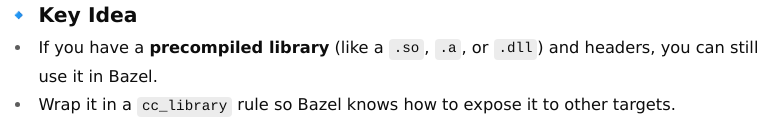 Key Idea
If you have a precompiled library (like a .so, .a, or .dll) and headers, you can still
use it in Bazel.
Wrap it in a cc_library rule so Bazel knows how to expose it to other targets.